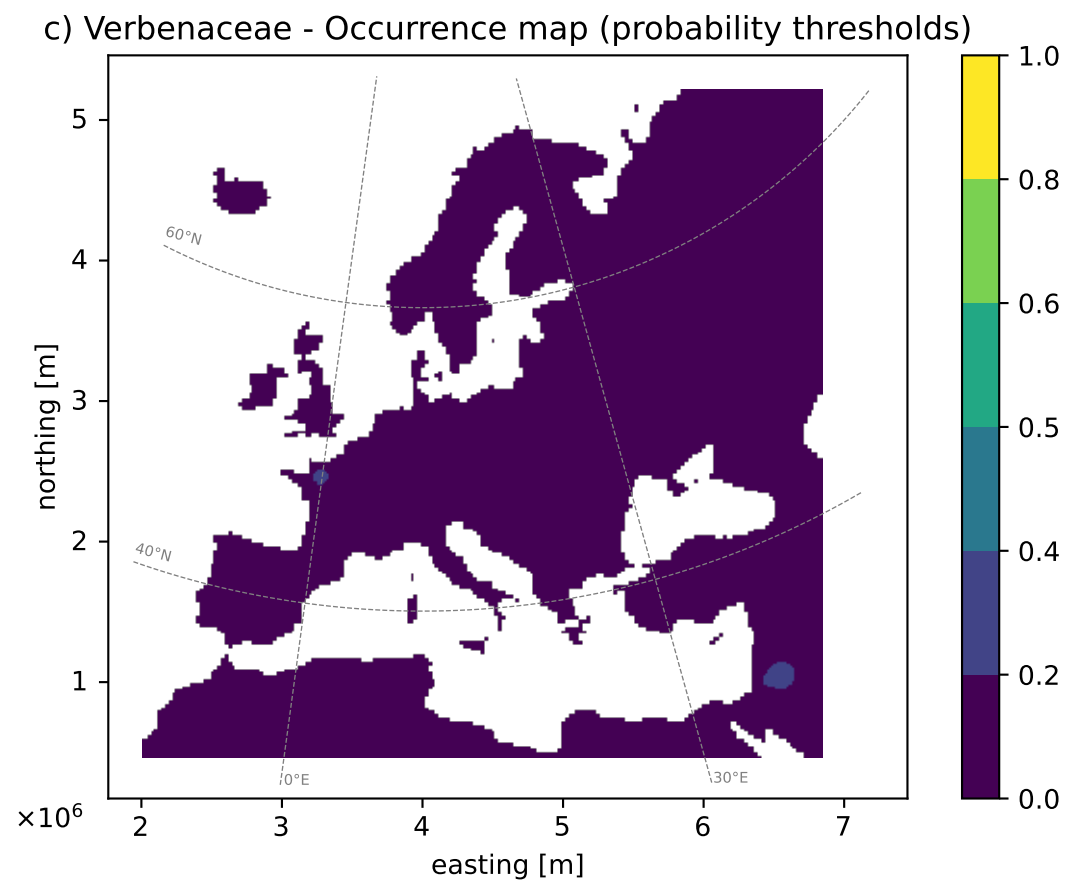 c) Verbenaceae - Occurrence map (probability thresholds)
1.0
0.8
0.6
0.5
0.4
0.2
0.0
5
4
3
2
1
northing [m]
60°N
40°N
0°E
30°E
×10⁶
2 3 4 5 6 7
easting [m]